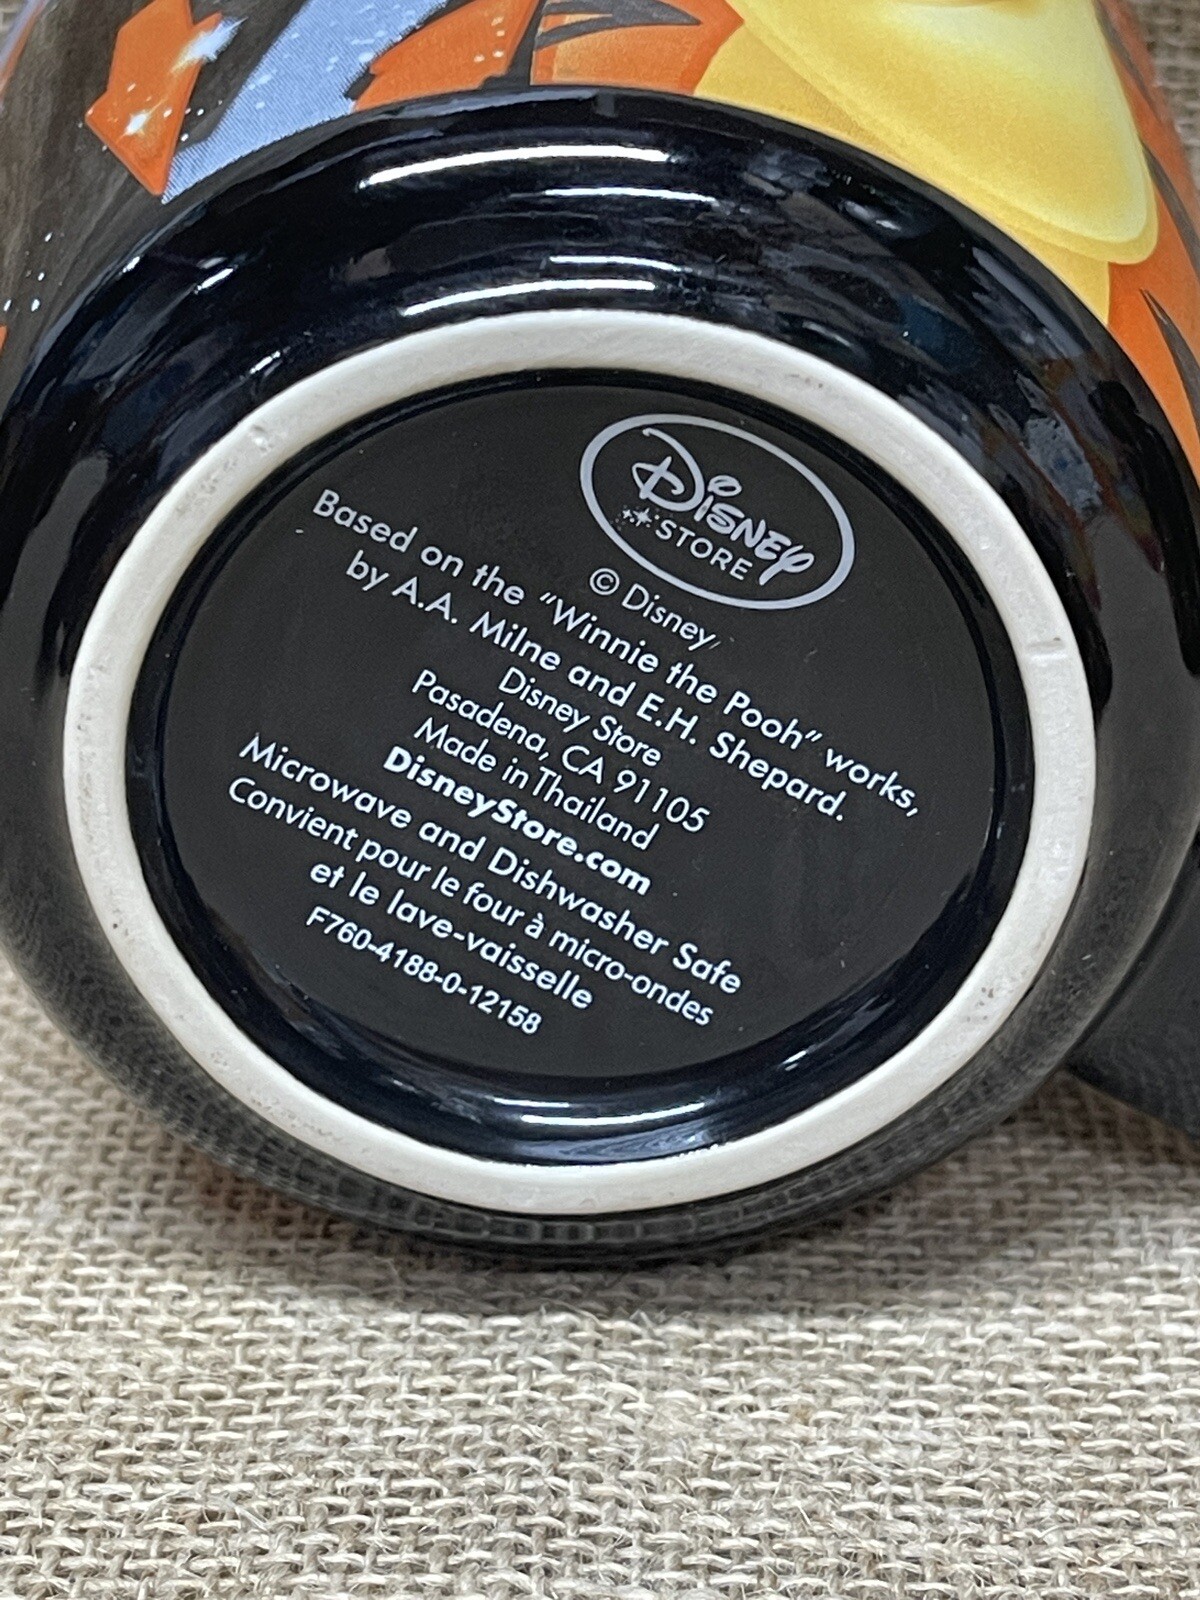 Disney
STORE
© Disney
Based on the "Winnie the Pooh" works,
by A.A. Milne and E.H. Shepard.
Disney Store
Pasadena, CA 91105
Made in Thailand
DisneyStore.com
Microwave and Dishwasher Safe
Convient pour le four à micro-ondes
et le lave-vaisselle
F760-4188-0-12158